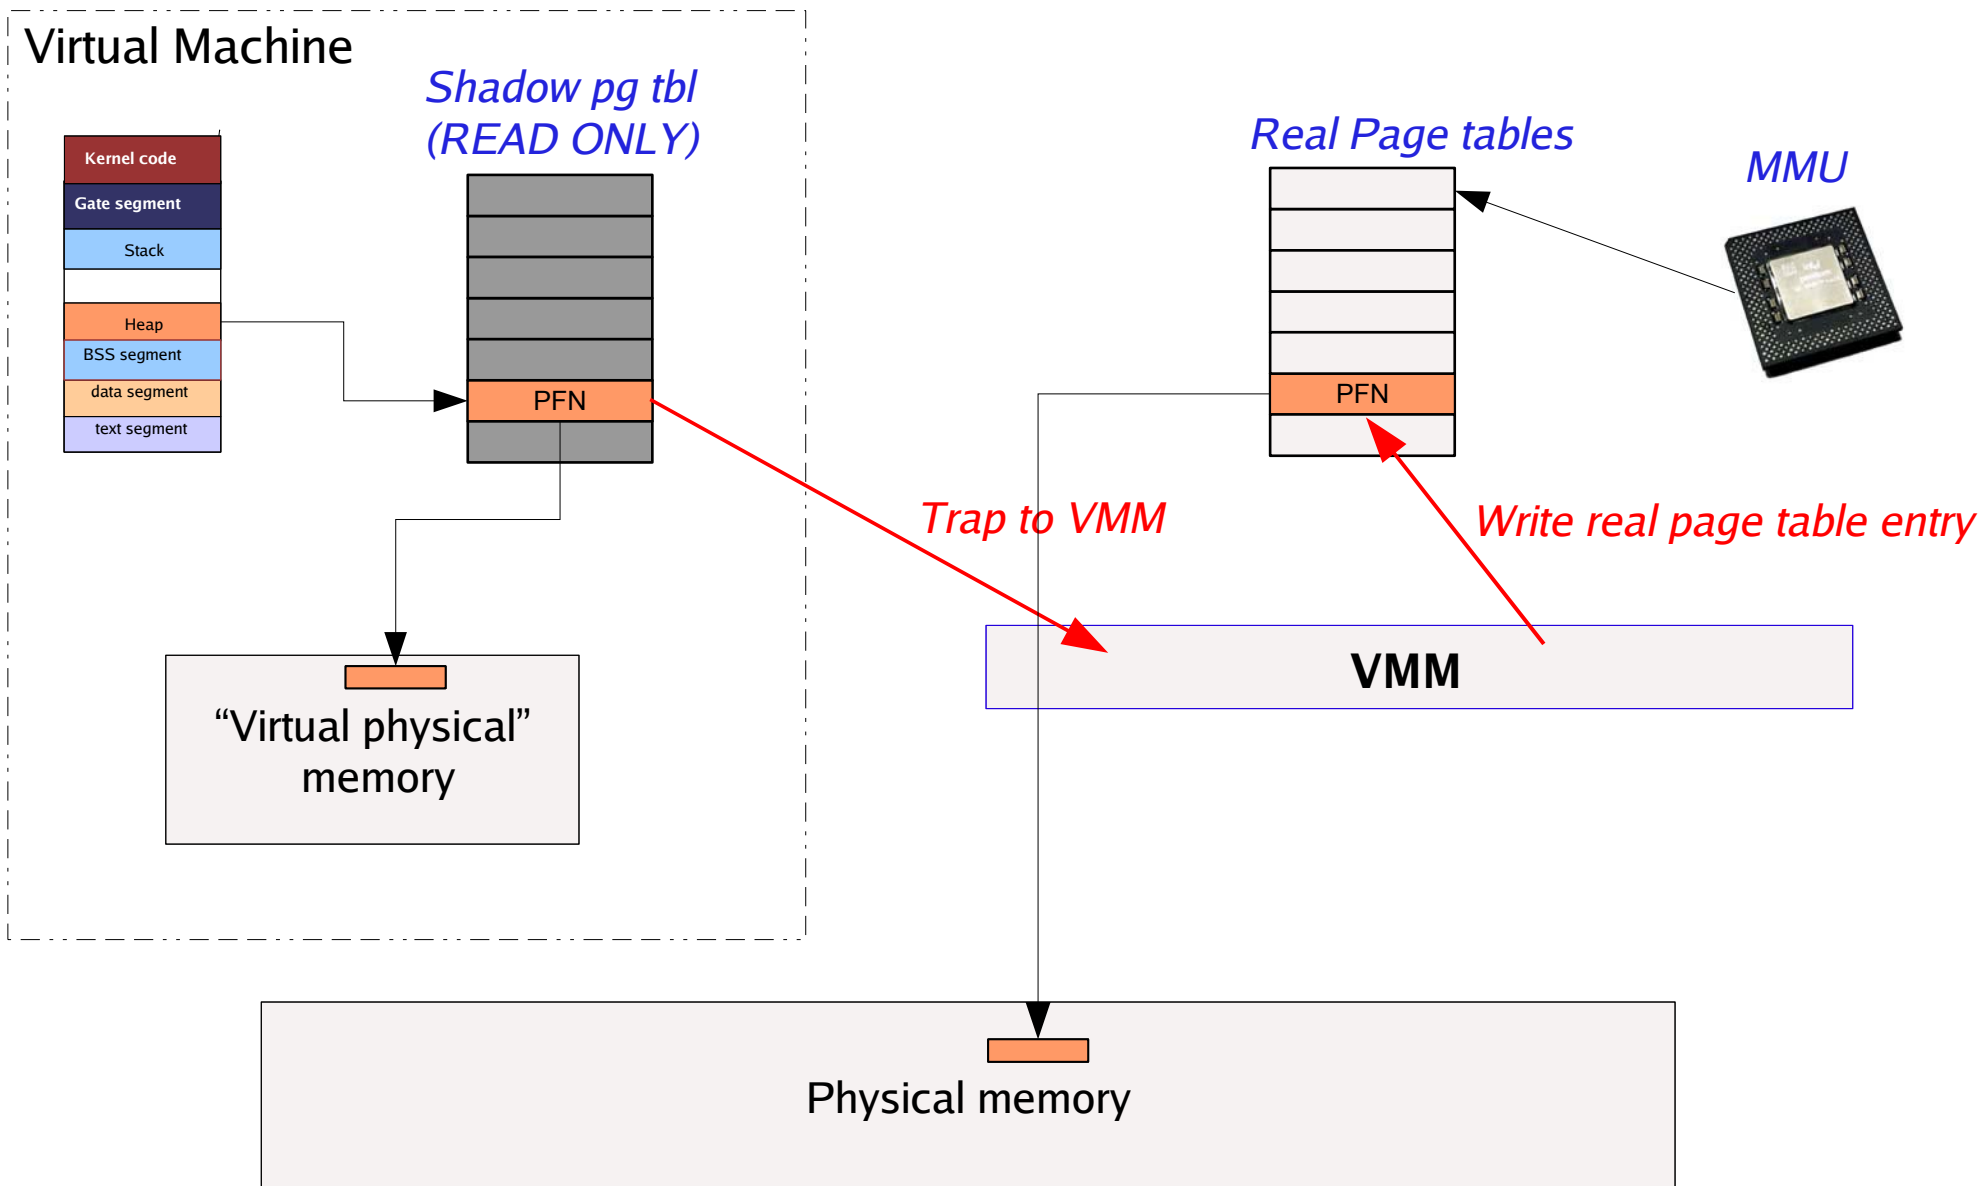 Virtual Machine
Shadow pg tbl
(READ ONLY)
Kernel code
Gate segment
Stack
Heap
BSS segment
data segment
text segment
PFN
“Virtual physical”
memory
Real Page tables
MMU
PFN
Trap to VMM
Write real page table entry
VMM
Physical memory